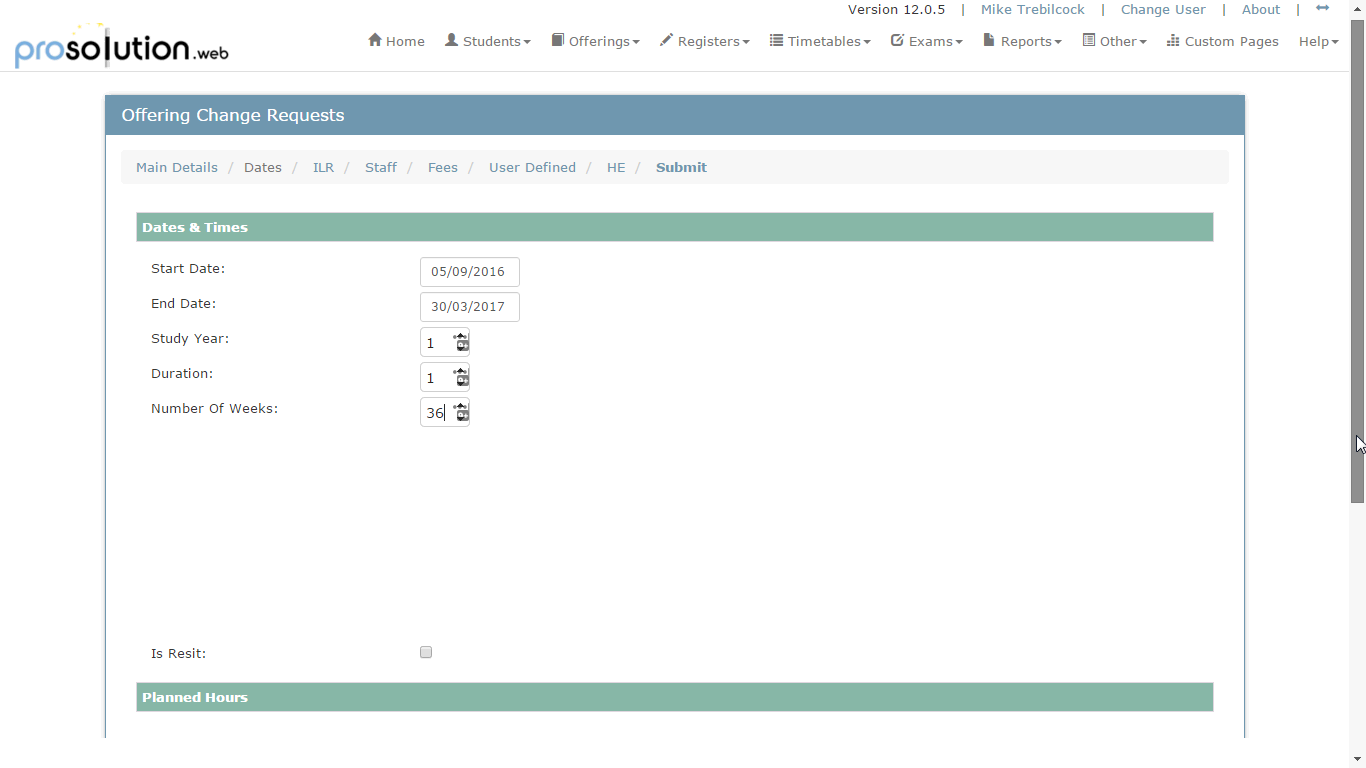 Version 12.0.5 | Mike Trebilcock | Change User | About |
prosolution.web
Home Students Offerings Registers Timetables Exams Reports Other Custom Pages Help
Offering Change Requests
Main Details / Dates / ILR / Staff / Fees / User Defined / HE / Submit
Dates & Times
Start Date: 05/09/2016
End Date: 30/03/2017
Study Year: 1
Duration: 1
Number Of Weeks: 36
Is Resit:
Planned Hours